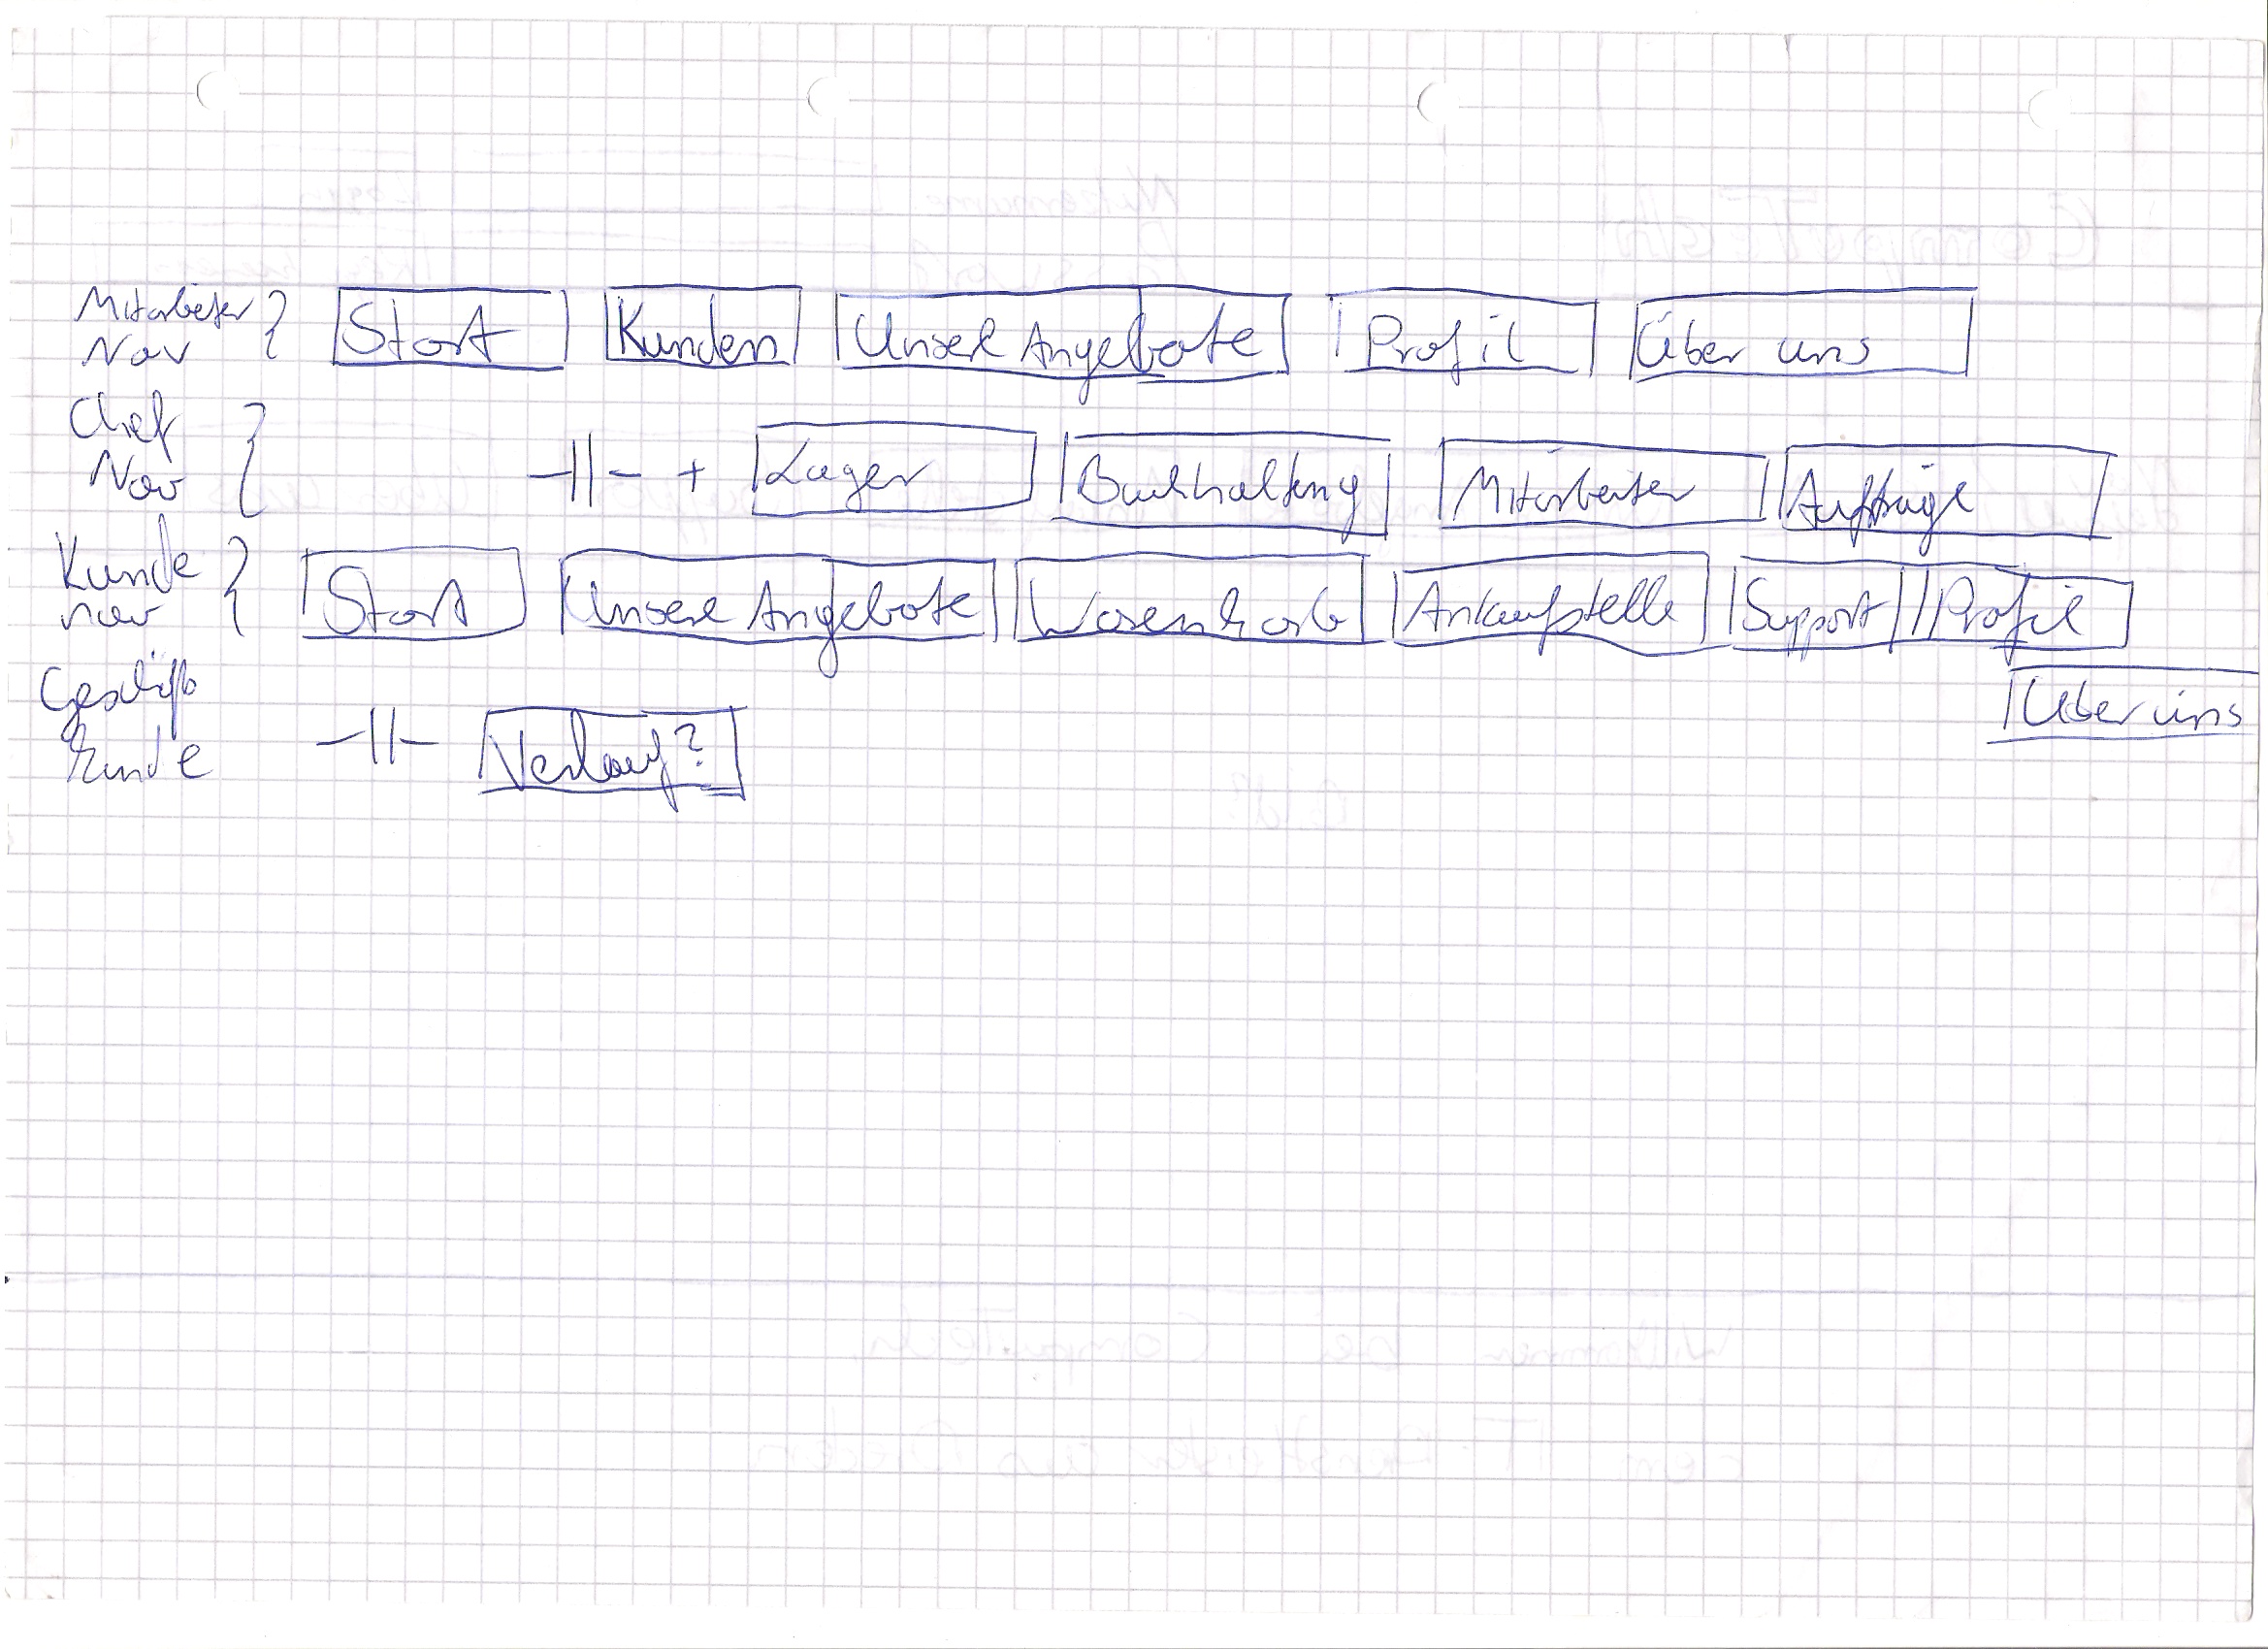 Mitarbeiter Nav } Start Kunden Unsere Angebote Profil Über uns
Chef Nav } -||- + Lager Buchhaltung Mitarbeiter Aufträge
Kunde nav } Start Unsere Angebote Warenkorb Ankaufstelle Support Profil
Über uns
Geschäfts kunde -||- Verlauf?